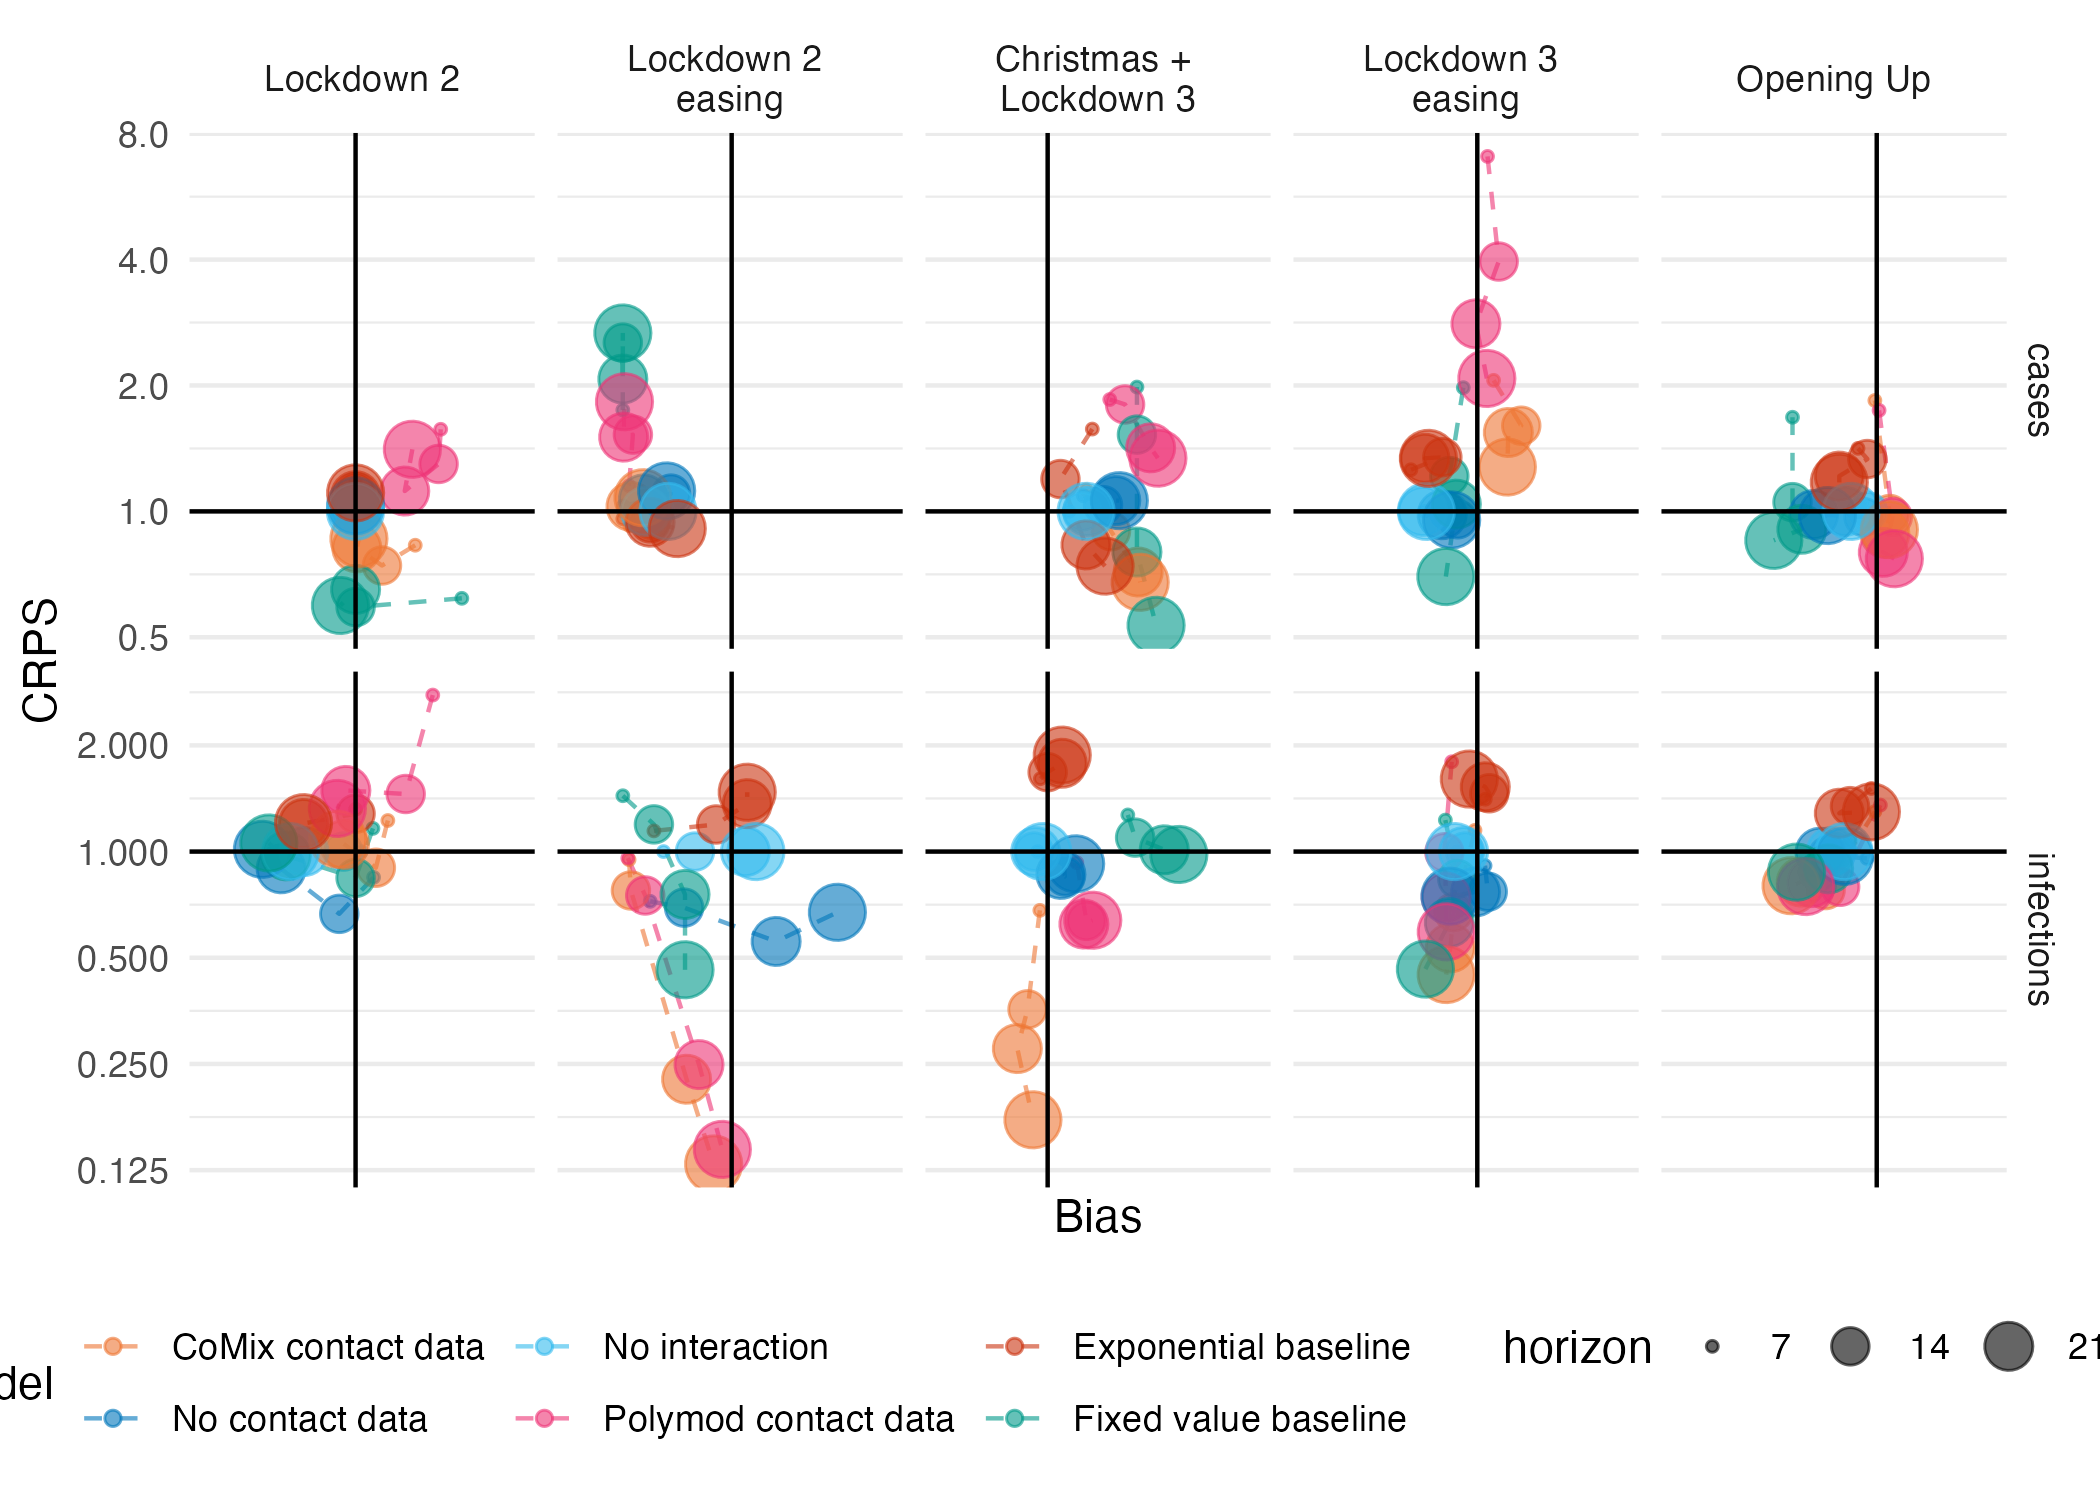 Lockdown 2
Lockdown 2
easing
Christmas +
Lockdown 3
Lockdown 3
easing
Opening Up
8.0
4.0
2.0
1.0
0.5
cases
CRPS
2.000
1.000
0.500
0.250
0.125
infections
Bias
del
CoMix contact data
No interaction
Exponential baseline
No contact data
Polymod contact data
Fixed value baseline
horizon
7
14
21